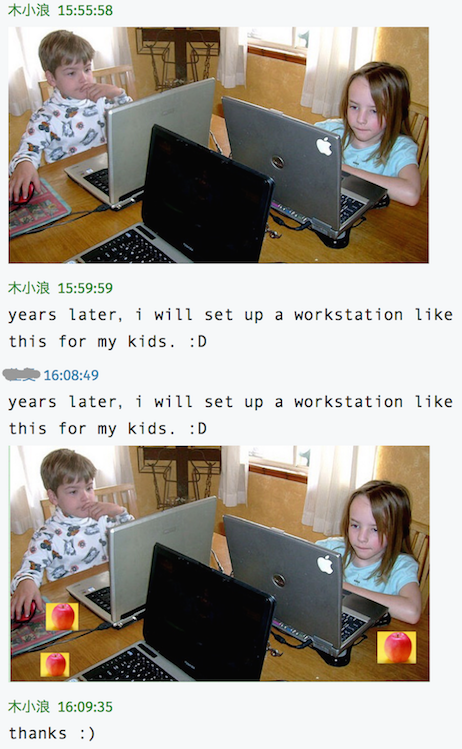 木小浪 15:55:58
木小浪 15:59:59
years later, i will set up a workstation like
this for my kids. :D
16:08:49
years later, i will set up a workstation like
this for my kids. :D
木小浪 16:09:35
thanks :)